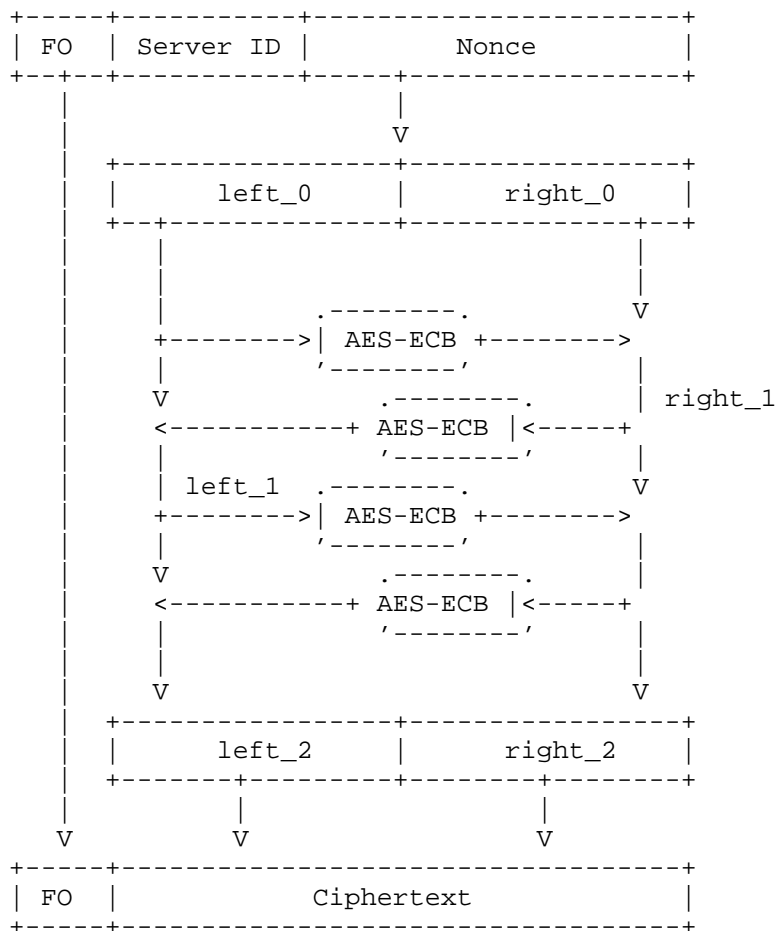 FO Server ID Nonce
left_0 right_0
AES-ECB
right_1
AES-ECB
left_1
AES-ECB
AES-ECB
left_2 right_2
FO Ciphertext